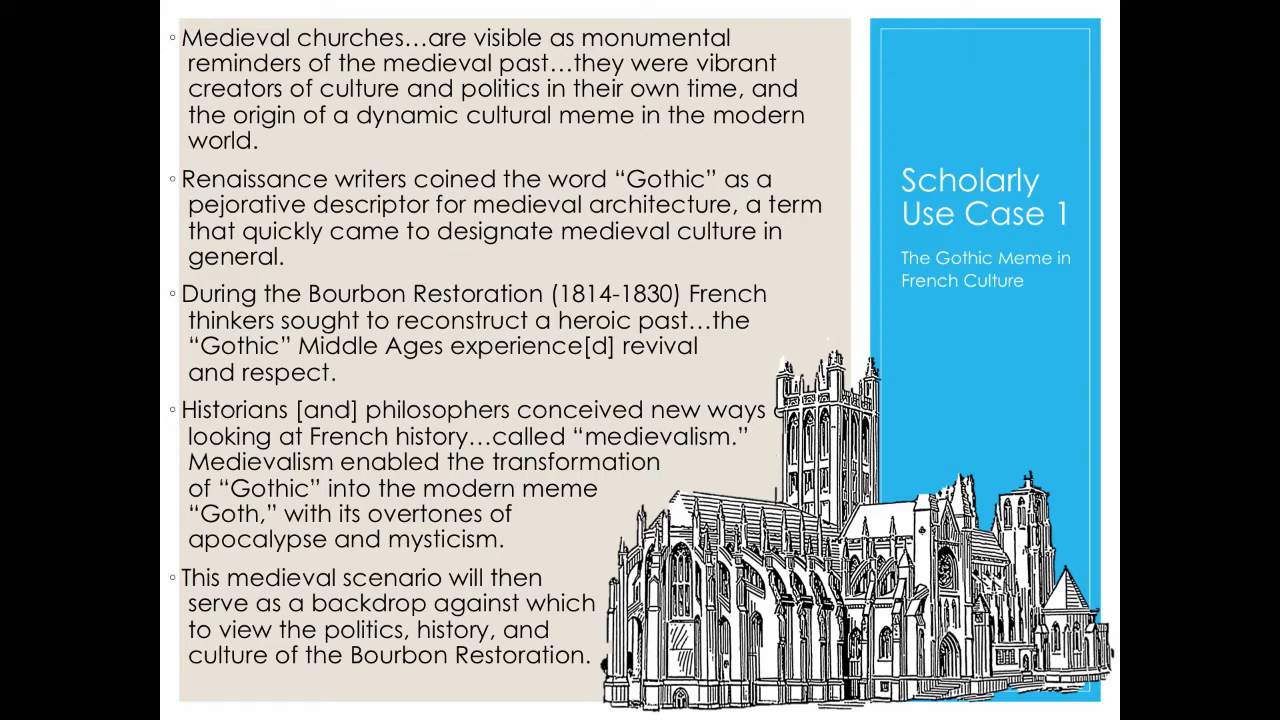 ◦ Medieval churches…are visible as monumental
reminders of the medieval past…they were vibrant
creators of culture and politics in their own time, and
the origin of a dynamic cultural meme in the modern
world.
◦ Renaissance writers coined the word “Gothic” as a
pejorative descriptor for medieval architecture, a term
that quickly came to designate medieval culture in
general.
◦ During the Bourbon Restoration (1814-1830) French
thinkers sought to reconstruct a heroic past…the
“Gothic” Middle Ages experience[d] revival
and respect.
◦ Historians [and] philosophers conceived new ways
looking at French history…called “medievalism.”
Medievalism enabled the transformation
of “Gothic” into the modern meme
“Goth,” with its overtones of
apocalypse and mysticism.
◦ This medieval scenario will then
serve as a backdrop against which
to view the politics, history, and
culture of the Bourbon Restoration.
Scholarly
Use Case 1
The Gothic Meme in
French Culture